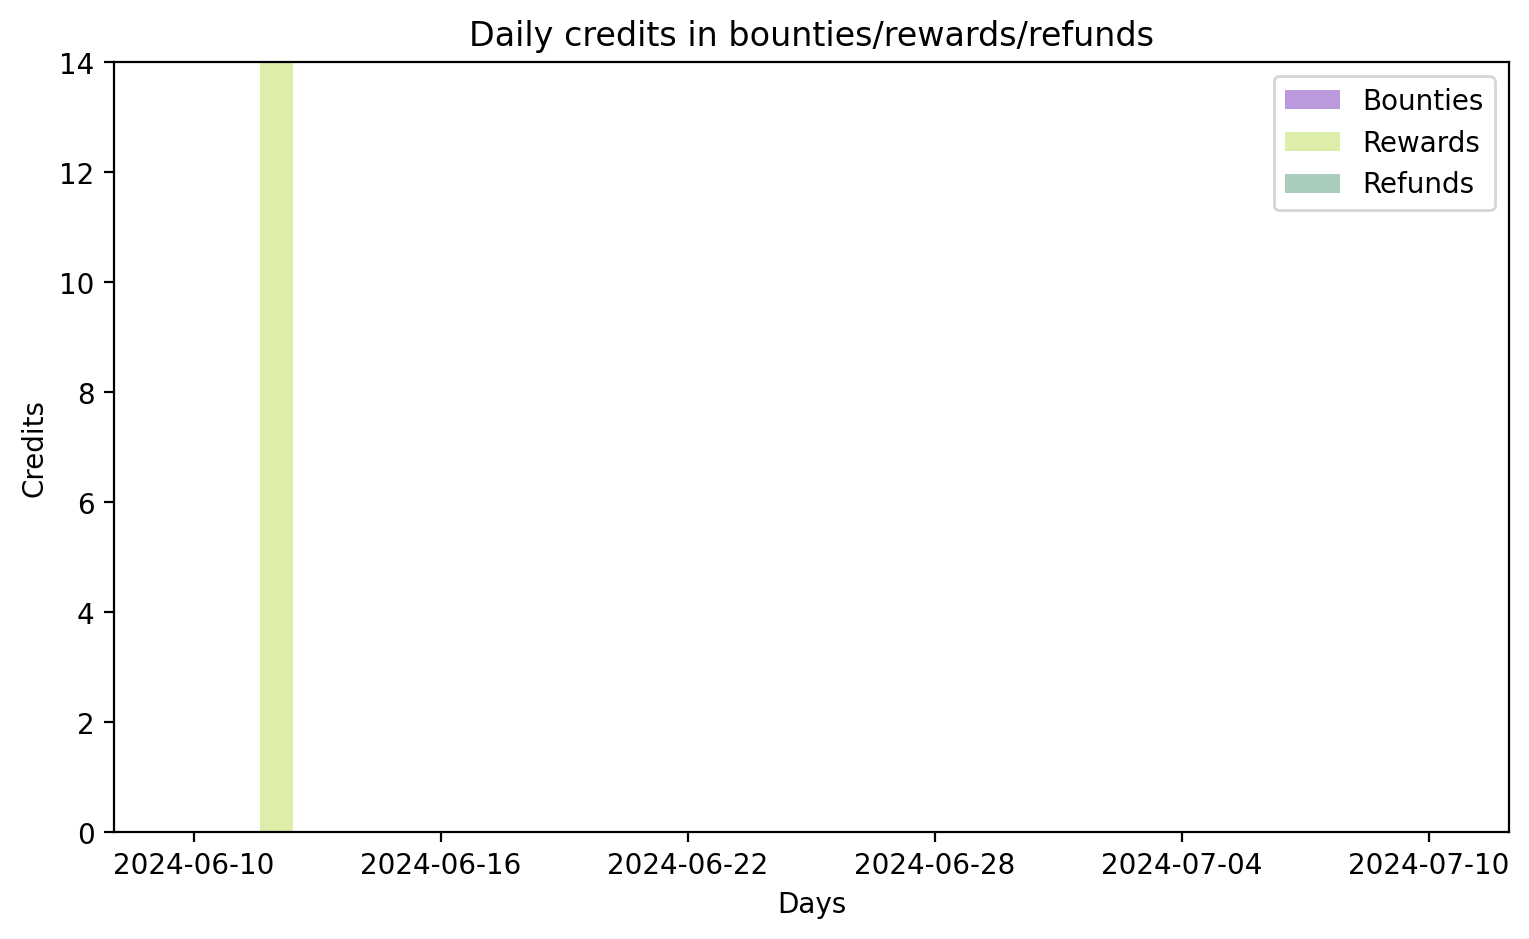 Daily credits in bounties/rewards/refunds
14
12
10
8
6
4
2
0
Credits
Bounties
Rewards
Refunds
2024-06-10 2024-06-16 2024-06-22 2024-06-28 2024-07-04 2024-07-10
Days